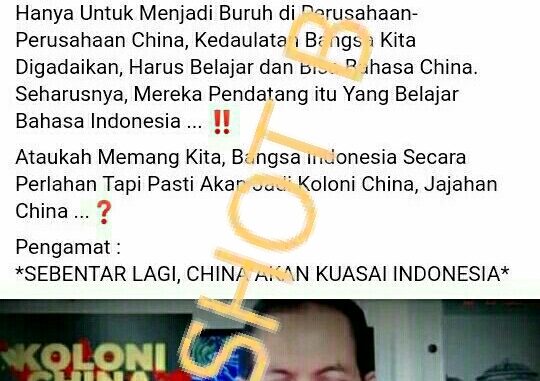 Hanya Untuk Menjadi Buruh di Perusahaan-
Perusahaan China, Kedaulatan Bangsa Kita
Digadaikan, Harus Belajar dan Bisa Bahasa China.
Seharusnya, Mereka Pendatang itu Yang Belajar
Bahasa Indonesia ... ‼️
Ataukah Memang Kita, Bangsa Indonesia Secara
Perlahan Tapi Pasti Akan Jadi Koloni China, Jajahan
China ... ❓
Pengamat :
*SEBENTAR LAGI, CHINA AKAN KUASAI INDONESIA*
KOLONI
CHINA
SHOT B